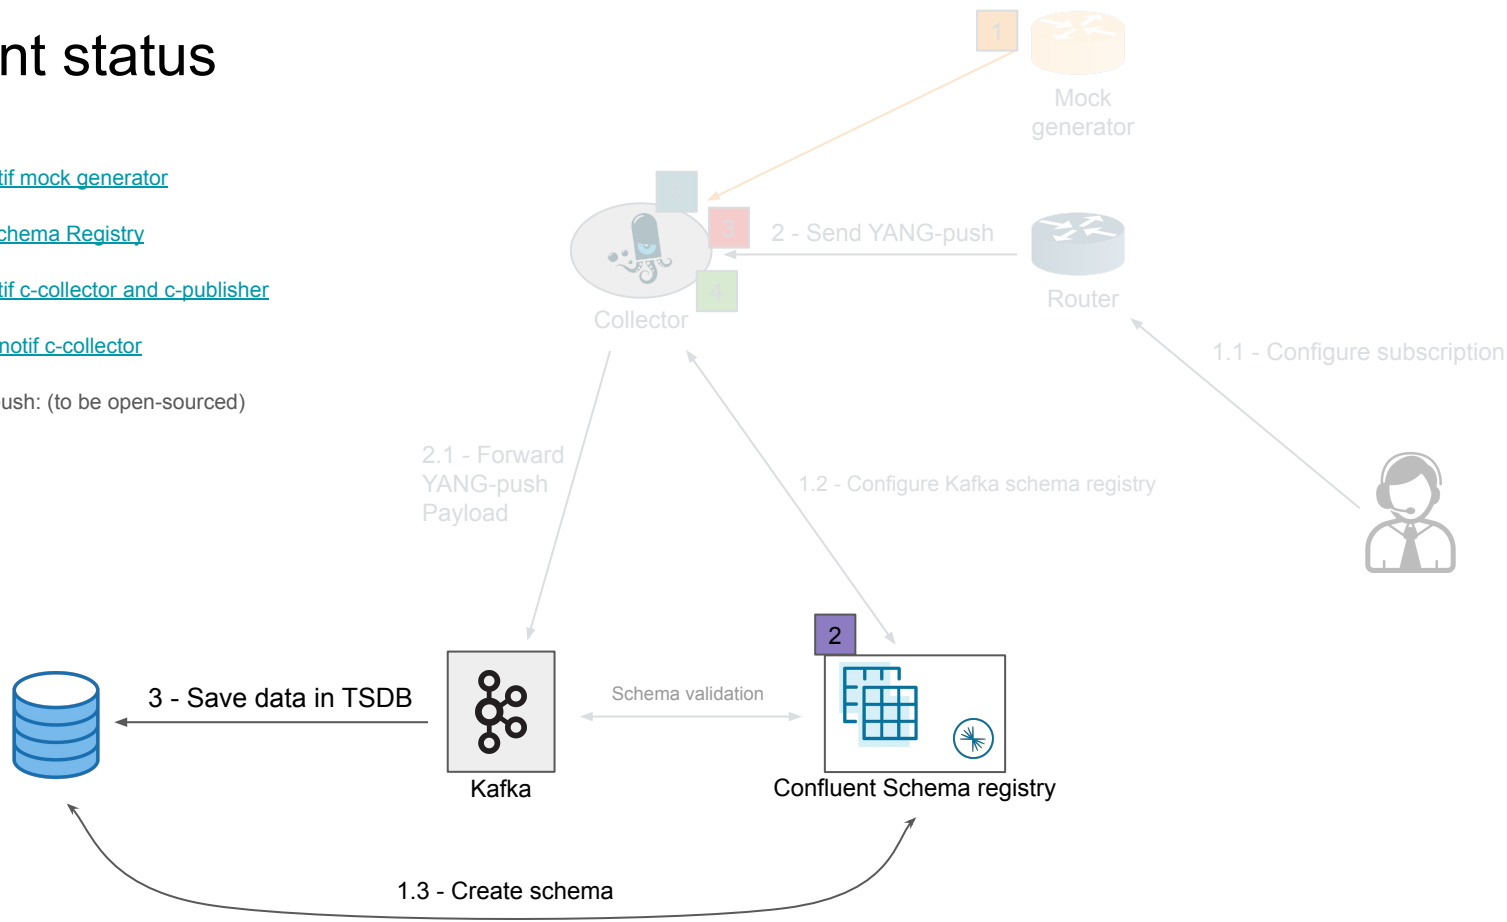 nt status
tif mock generator
chema Registry
tif c-collector and c-publisher
notif c-collector
ush: (to be open-sourced)
1
Mock
generator
3
2 - Send YANG-push
4
Collector
Router
1.1 - Configure subscription
2.1 - Forward
YANG-push
Payload
1.2 - Configure Kafka schema registry
2
3 - Save data in TSDB
Schema validation
Kafka
Confluent Schema registry
1.3 - Create schema